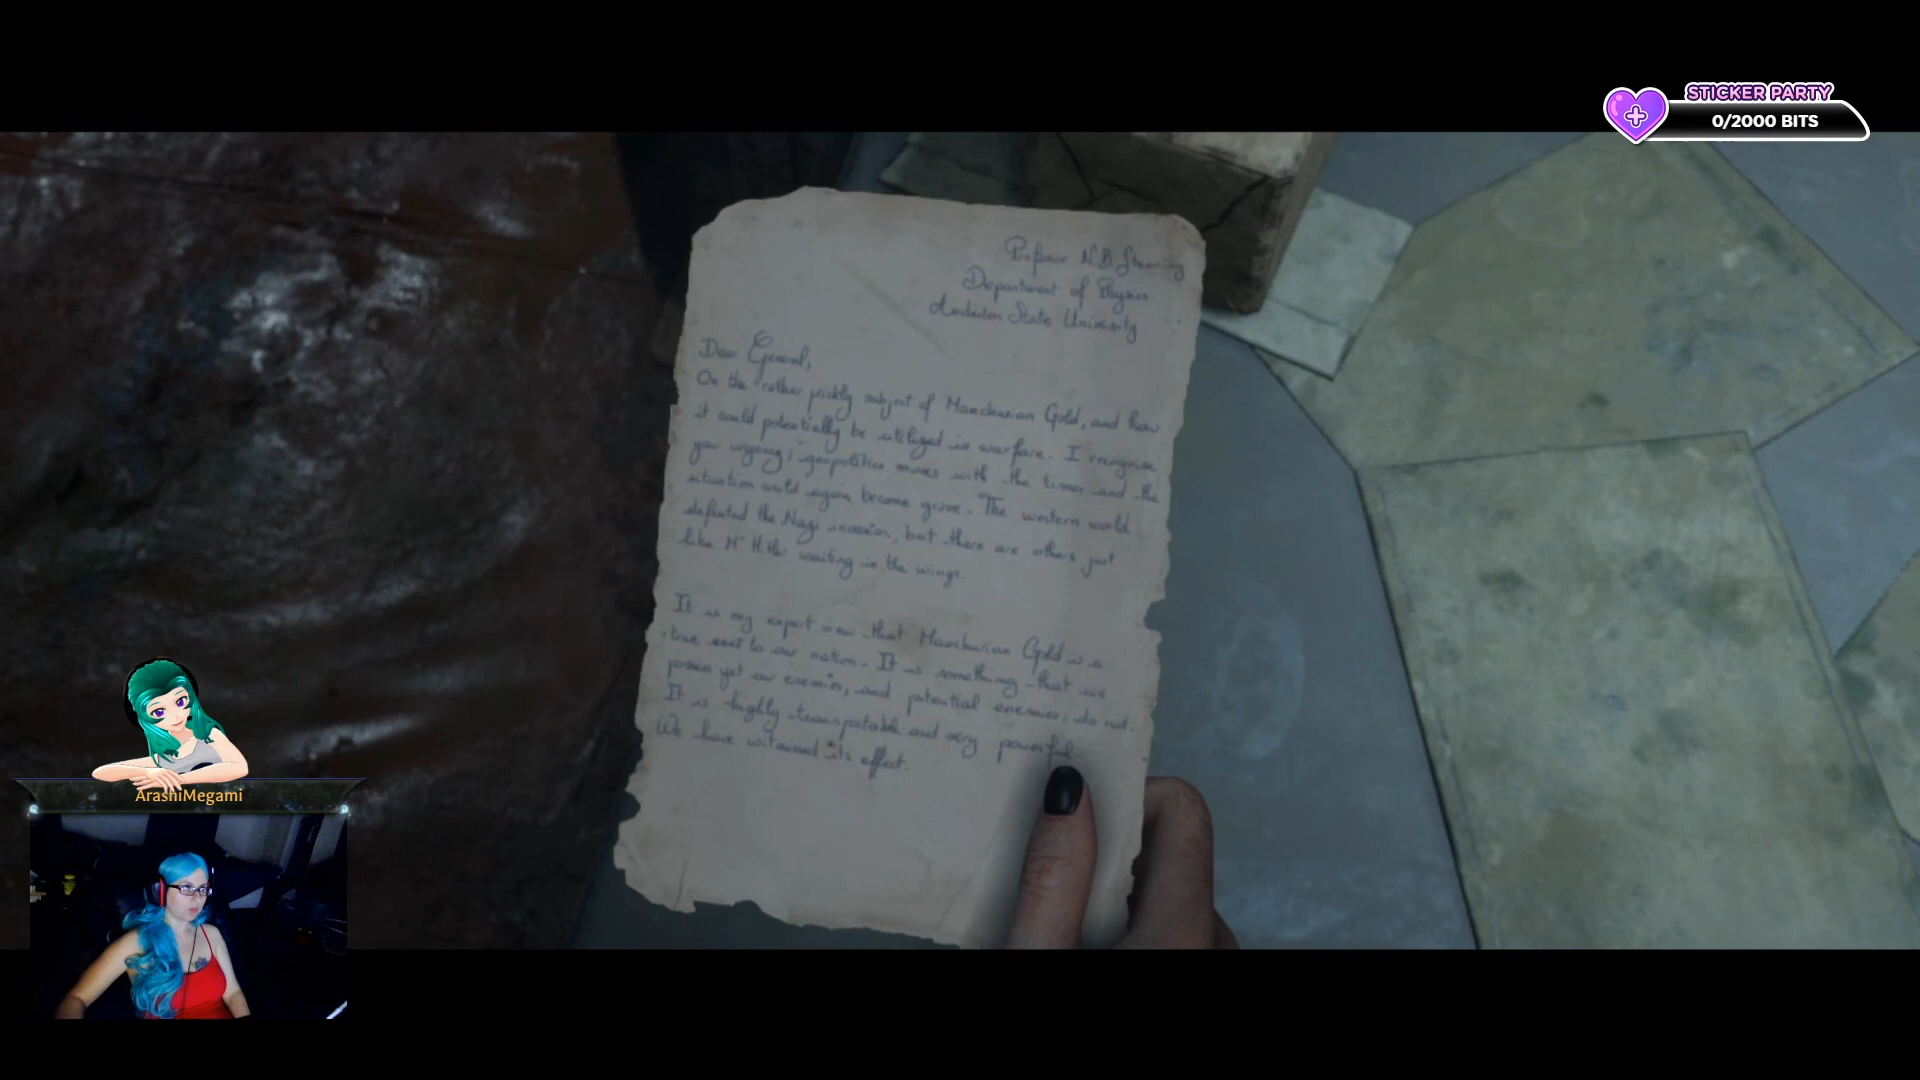 STICKER PARTY
0/2000 BITS
Professor N.B Stenning
Department of Physics
State University
Dear General,
On the rather prickly subject of Manchurian Gold, and how
it could potentially be utilized in warfare. I recognise
your urgency; geopolitics moves with the times and the
situation could again become grave. The western world
defeated the Nazi invasion, but there are others just
like Mr Hitler waiting in the wings.
It is my expert view that Manchurian Gold is a
true asset to our nation. It is something that we
possess yet our enemies, and potential enemies, do not.
It is highly transportable and very powerful.
We have witnessed its effect.
ArashiMegami